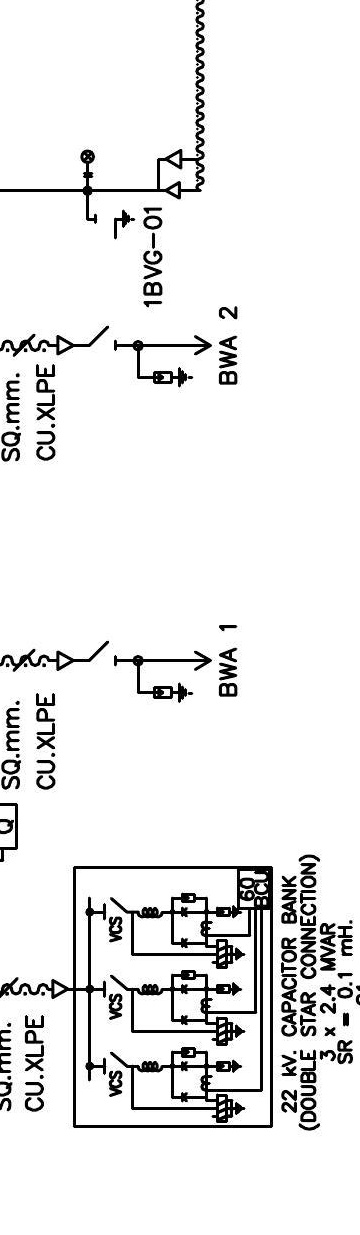 1BVG-01
SQ.mm.
CU.XLPE
BWA 2
SQ.mm.
CU.XLPE
BWA 1
Q
SQ.mm.
CU.XLPE
VCS
VCS
VCS
60
BCU
22 kV. CAPACITOR BANK
(DOUBLE STAR CONNECTION)
3 x 2.4 MVAR
SR = 0.1 mH.